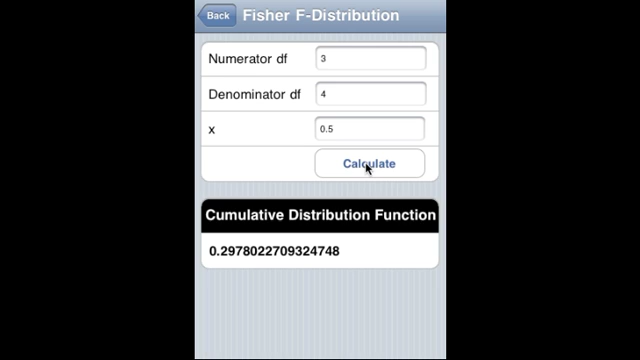 Back
Fisher F-Distribution
Numerator df 3
Denominator df 4
x 0.5
Calculate
Cumulative Distribution Function
0.2978022709324748